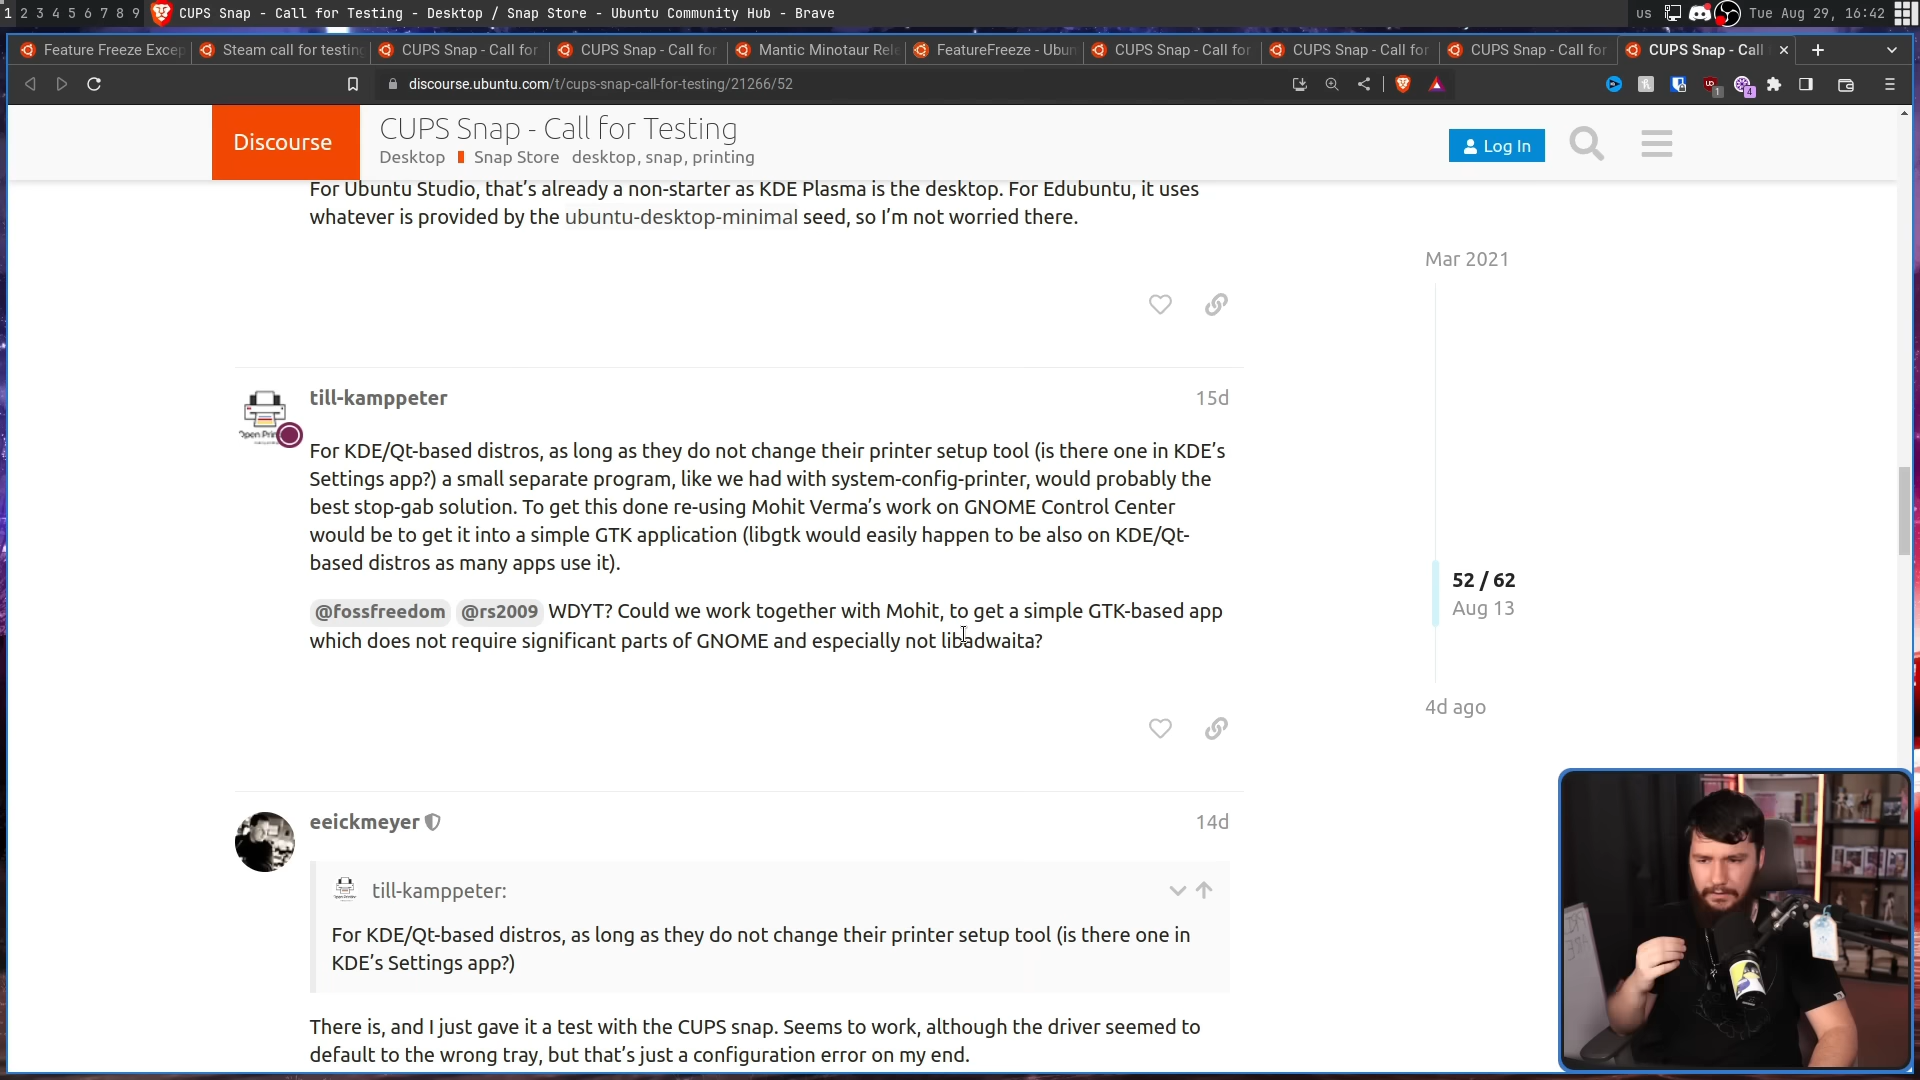 1 2 3 4 5 6 7 8 9 CUPS Snap - Call for Testing - Desktop / Snap Store - Ubuntu Community Hub - Brave us Tue Aug 29, 16:42
Feature Freeze Excep Steam call for testing CUPS Snap - Call for CUPS Snap - Call for Mantic Minotaur Rele FeatureFreeze - Ubun CUPS Snap - Call for CUPS Snap - Call for CUPS Snap - Call for CUPS Snap - Call
discourse.ubuntu.com/t/cups-snap-call-for-testing/21266/52 1 4
Discourse
CUPS Snap - Call for Testing
Desktop Snap Store desktop, snap, printing
Log In
For Ubuntu Studio, that’s already a non-starter as KDE Plasma is the desktop. For Edubuntu, it uses
whatever is provided by the ubuntu-desktop-minimal seed, so I’m not worried there.
Mar 2021
till-kamppeter 15d
For KDE/Qt-based distros, as long as they do not change their printer setup tool (is there one in KDE’s
Settings app?) a small separate program, like we had with system-config-printer, would probably the
best stop-gab solution. To get this done re-using Mohit Verma’s work on GNOME Control Center
would be to get it into a simple GTK application (libgtk would easily happen to be also on KDE/Qt-
based distros as many apps use it).
@fossfreedom @rs2009 WDYT? Could we work together with Mohit, to get a simple GTK-based app
which does not require significant parts of GNOME and especially not libadwaita?
52 / 62
Aug 13
4d ago
eeickmeyer 14d
till-kamppeter:
For KDE/Qt-based distros, as long as they do not change their printer setup tool (is there one in
KDE’s Settings app?)
There is, and I just gave it a test with the CUPS snap. Seems to work, although the driver seemed to
default to the wrong tray, but that’s just a configuration error on my end.